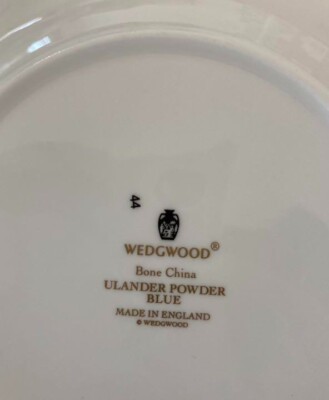 44
WEDGWOOD®
Bone China
ULANDER POWDER
BLUE
MADE IN ENGLAND
© WEDGWOOD